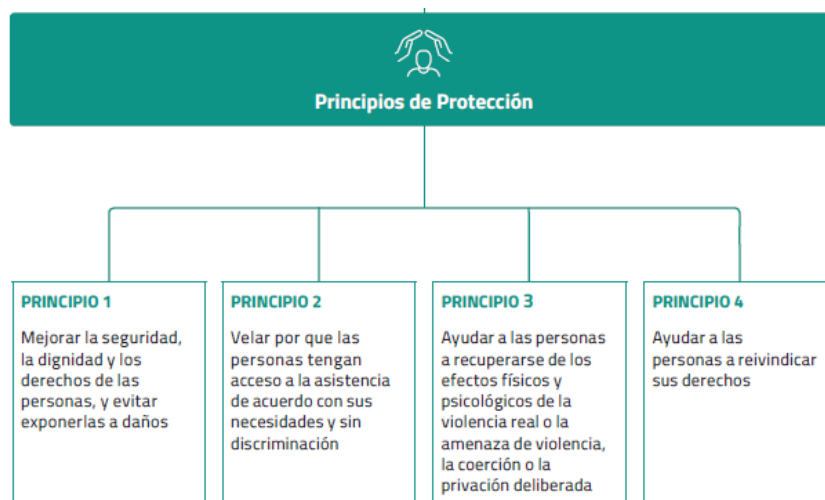 Principios de Protección
PRINCIPIO 1
Mejorar la seguridad,
la dignidad y los
derechos de las
personas, y evitar
exponerlas a daños
PRINCIPIO 2
Velar por que las
personas tengan
acceso a la asistencia
de acuerdo con sus
necesidades y sin
discriminación
PRINCIPIO 3
Ayudar a las personas
a recuperarse de los
efectos físicos y
psicológicos de la
violencia real o la
amenaza de violencia,
la coerción o la
privación deliberada
PRINCIPIO 4
Ayudar a las
personas a reivindicar
sus derechos